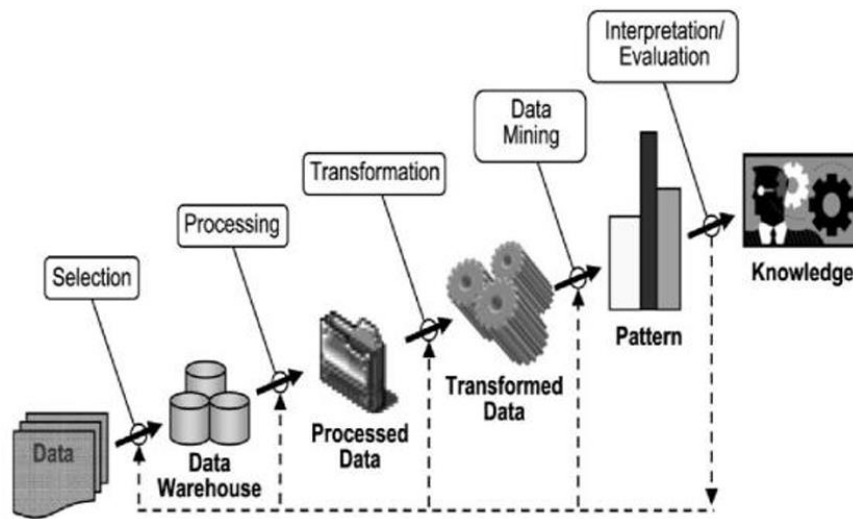 Interpretation/
Evaluation
Data
Mining
Transformation
Processing
Selection
Knowledge
Pattern
Transformed
Data
Processed
Data
Data
Warehouse
Data